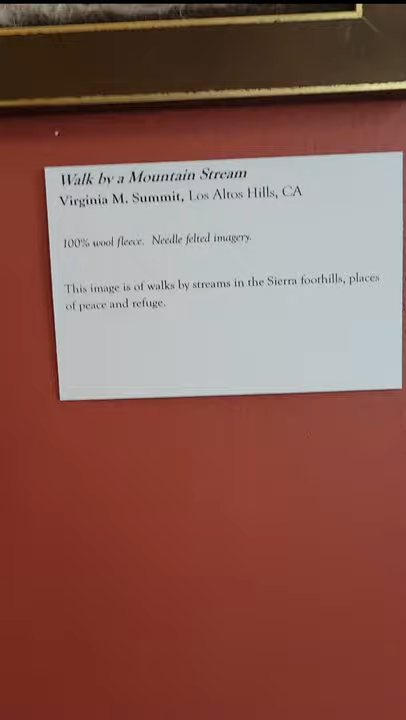 Walk by a Mountain Stream
Virginia M. Summit, Los Altos Hills, CA
100% wool fleece. Needle felted imagery.
This image is of walks by streams in the Sierra foothills, places
of peace and refuge.